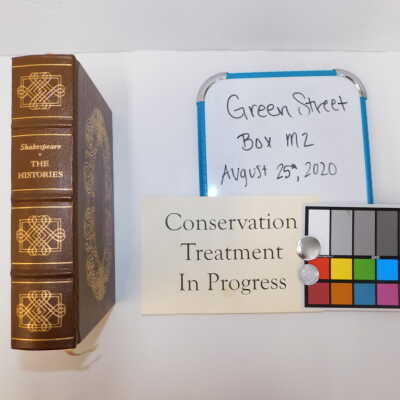 Shakespeare
THE
HISTORIES
Green Street
Box M2
August 25th, 2020
Conservation
Treatment
In Progress